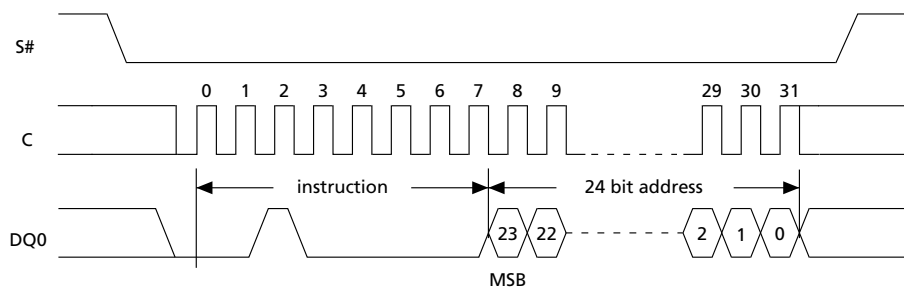 S#
0 1 2 3 4 5 6 7 8 9 29 30 31
C
instruction 24 bit address
DQ0 23 22 2 1 0
MSB